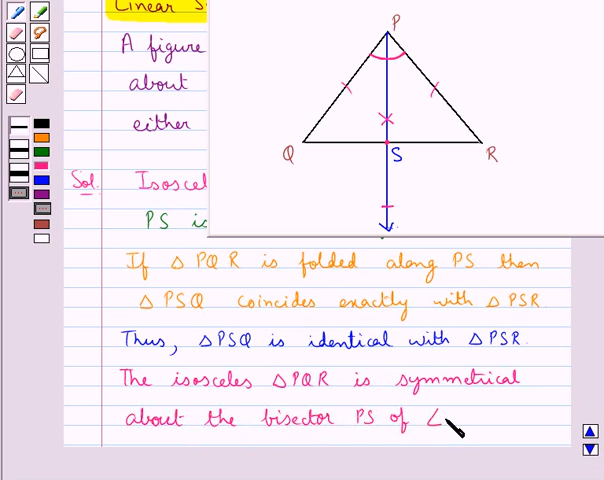 Linear S
A figure
about
either
P
Q
S
R
Sol.
Isoscel
PS is
If △ PQR is folded along PS then
△ PSQ coincides exactly with △ PSR
Thus, △PSQ is identical with △PSR.
The isosceles △PQR is symmetrical
about the bisector PS of ∠